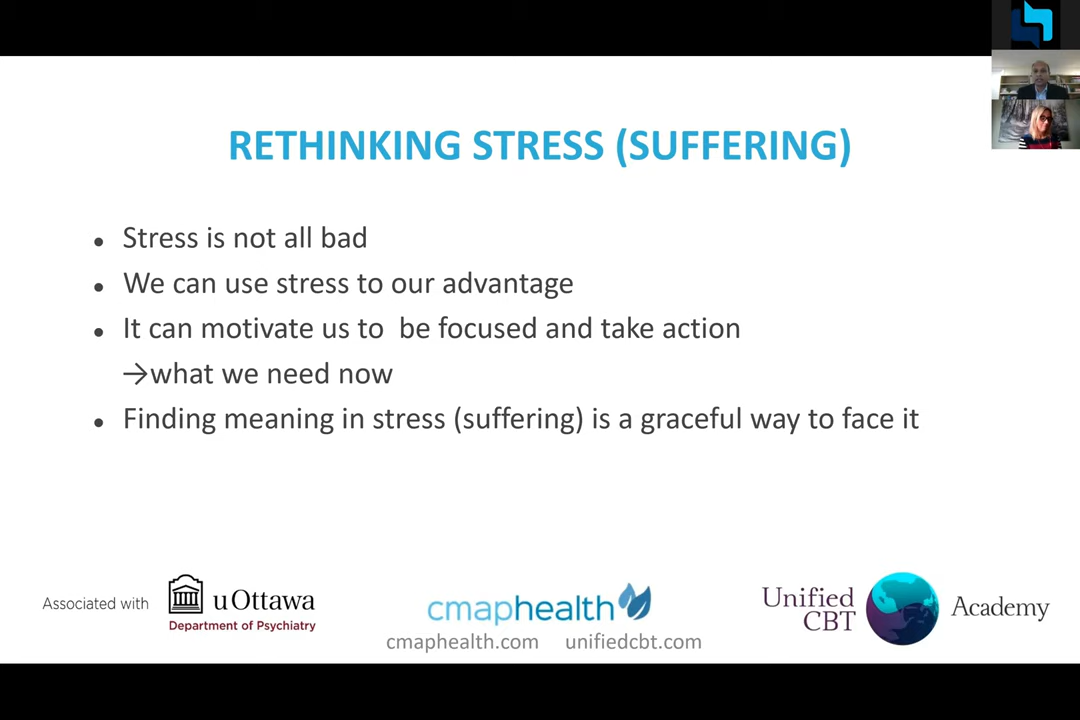 RETHINKING STRESS (SUFFERING)
• Stress is not all bad
• We can use stress to our advantage
• It can motivate us to  be focused and take action
→what we need now
• Finding meaning in stress (suffering) is a graceful way to face it
Associated with
uOttawa
Department of Psychiatry
cmaphealth
cmaphealth.com
unifiedcbt.com
Unified
CBT
Academy